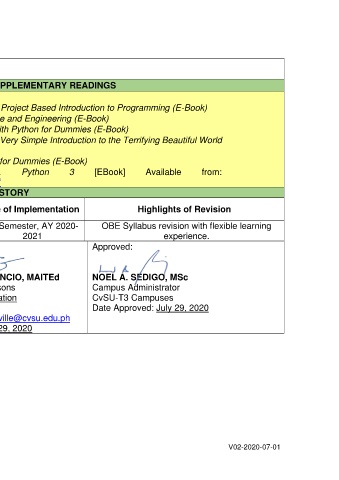 PPLEMENTARY READINGS
Project Based Introduction to Programming (E-Book)
e and Engineering (E-Book)
ith Python for Dummies (E-Book)
Very Simple Introduction to the Terrifying Beautiful World
for Dummies (E-Book)
Python 3 [EBook] Available from:
STORY
e of Implementation Highlights of Revision
Semester, AY 2020-2021 OBE Syllabus revision with flexible learning experience.
Approved:
NCIO, MAITEd NOEL A. SEDIGO, MSc
sons Campus Administrator
ation CvSU-T3 Campuses
Date Approved: July 29, 2020
ville@cvsu.edu.ph
29, 2020
V02-2020-07-01